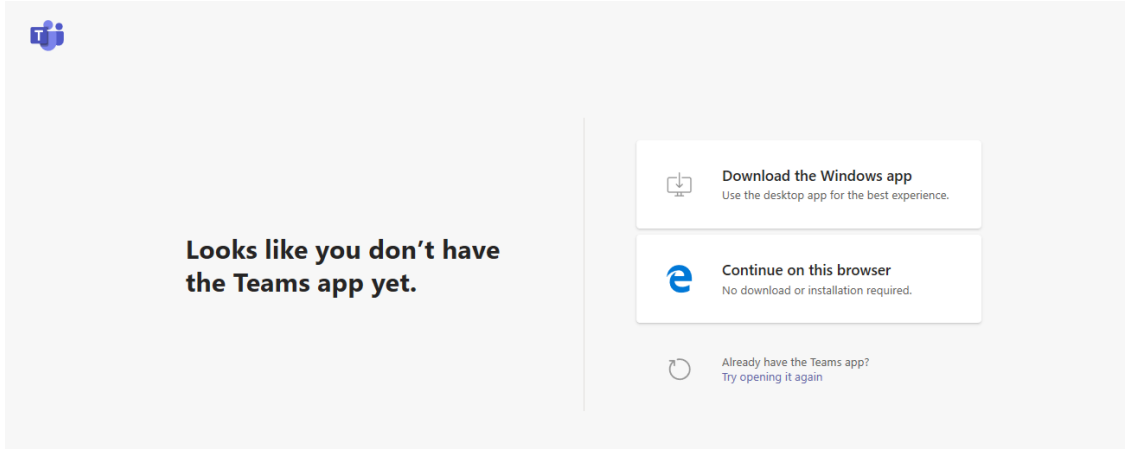 T
Looks like you don’t have
the Teams app yet.
Download the Windows app
Use the desktop app for the best experience.
Continue on this browser
No download or installation required.
Already have the Teams app?
Try opening it again